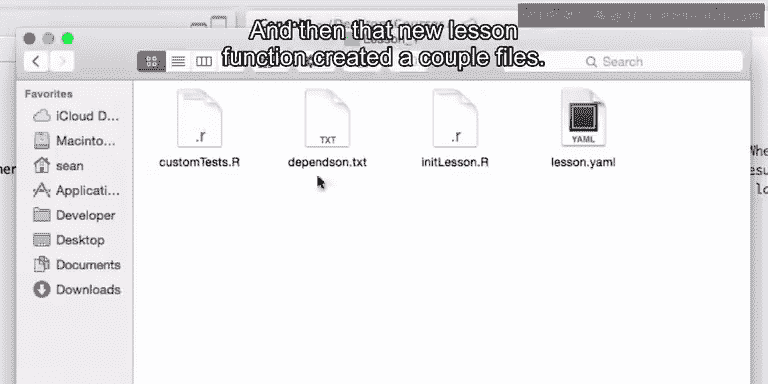 And then that new lesson
function created a couple files.
Lesson_1
Search
Favorites
iCloud D...
Macinto...
sean
Applicati...
Developer
Desktop
Documents
Downloads
.r
TXT
.r
YAML
customTests.R
dependson.txt
initLesson.R
lesson.yaml